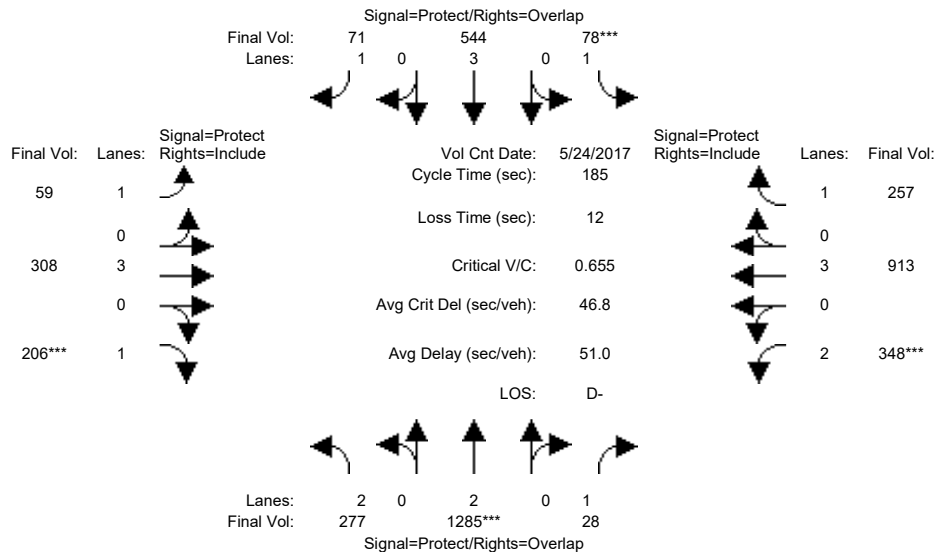 Signal=Protect/Rights=Overlap
Final Vol: 71 544 78***
Lanes: 1 0 3 0 1
Signal=Protect
Final Vol: Lanes: Rights=Include
Vol Cnt Date: 5/24/2017
Signal=Protect
Rights=Include Lanes: Final Vol:
Cycle Time (sec): 185
59 1
1 257
Loss Time (sec): 12
0
0
308 3
Critical V/C: 0.655
3 913
0
Avg Crit Del (sec/veh): 46.8
0
206*** 1
Avg Delay (sec/veh): 51.0
2 348***
LOS: D-
Lanes: 2 0 2 0 1
Final Vol: 277 1285*** 28
Signal=Protect/Rights=Overlap